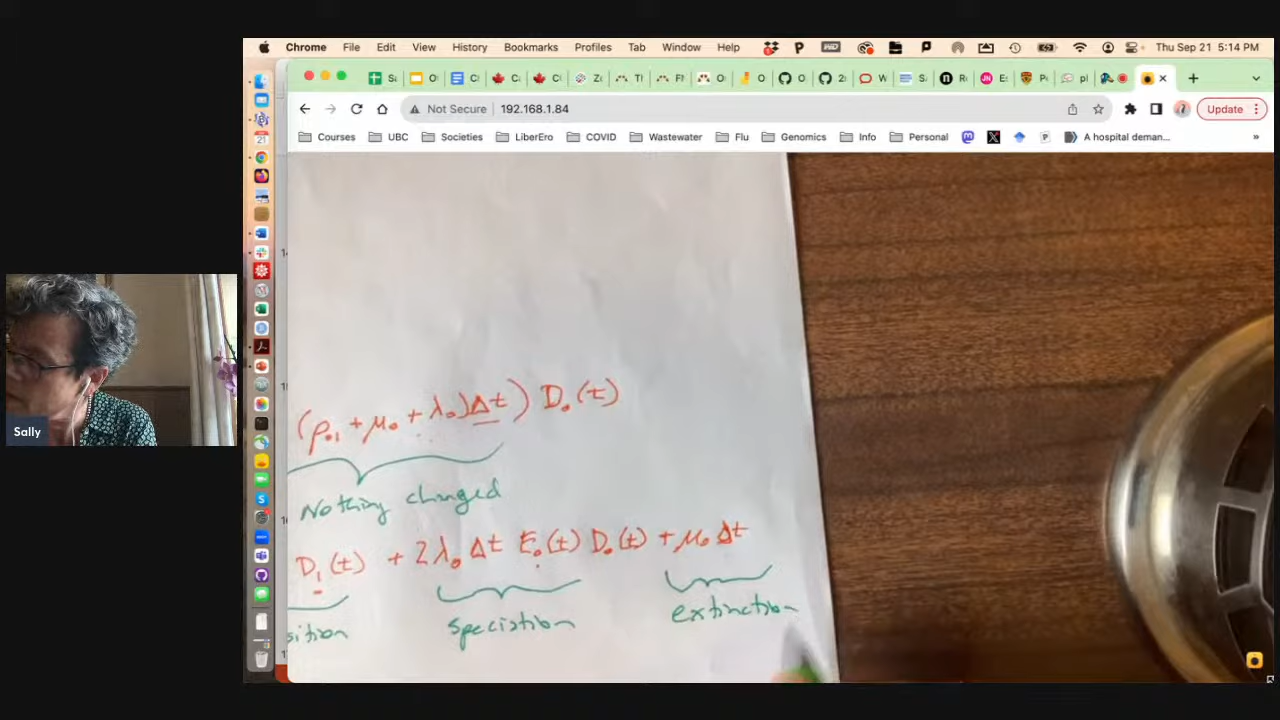 Chrome File Edit View History Bookmarks Profiles Tab Window Help Thu Sep 21 5:14 PM
Not Secure 192.168.1.84 Update
Courses UBC Societies LiberEro COVID Wastewater Flu Genomics Info Personal A hospital deman...
(ρ₀₁ + μ₀ + λ₀)Δt) D₀(t)
Nothing changed
D₁(t) + 2λ₀ Δt E₀(t) D₀(t) + μ₀ Δt
sition speciation extinction
Sally